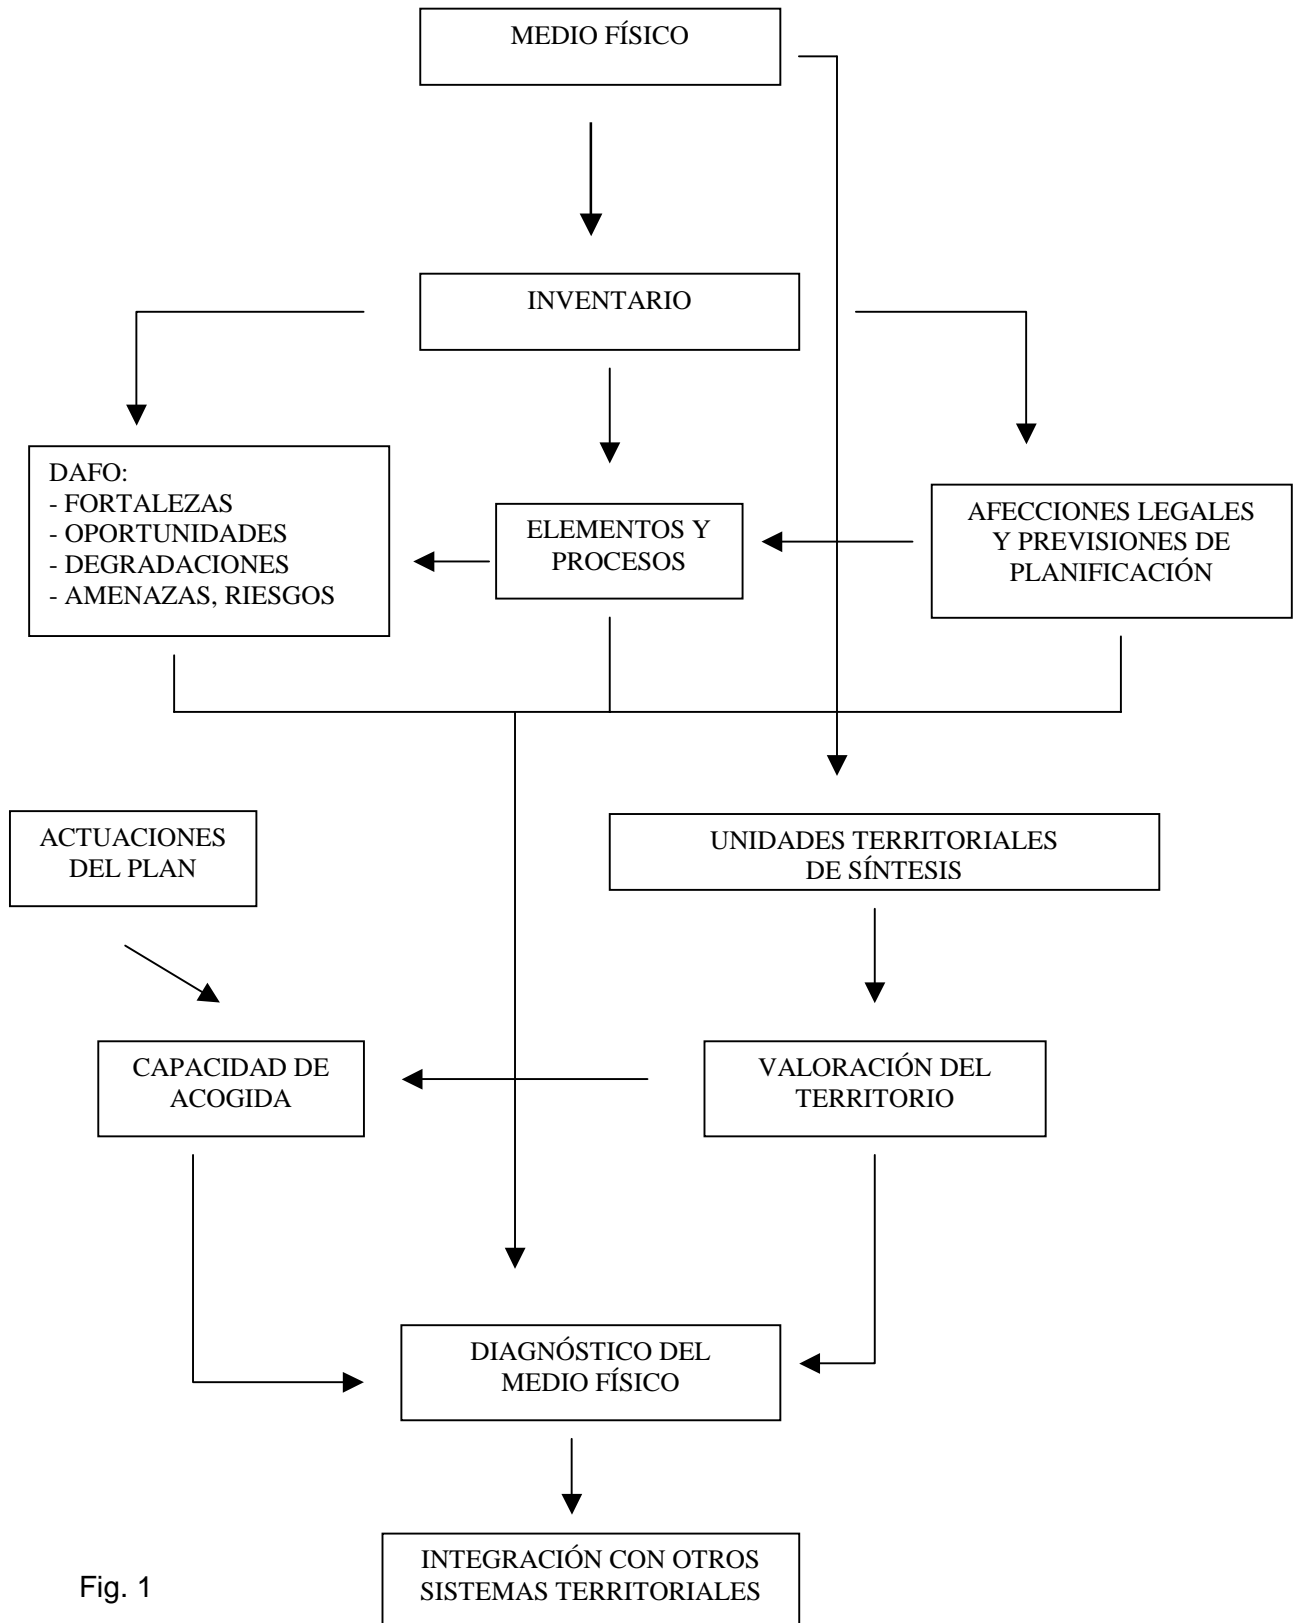 MEDIO FÍSICO
INVENTARIO
DAFO:
- FORTALEZAS
- OPORTUNIDADES
- DEGRADACIONES
- AMENAZAS, RIESGOS
ELEMENTOS Y
PROCESOS
AFECCIONES LEGALES
Y PREVISIONES DE
PLANIFICACIÓN
ACTUACIONES
DEL PLAN
UNIDADES TERRITORIALES
DE SÍNTESIS
CAPACIDAD DE
ACOGIDA
VALORACIÓN DEL
TERRITORIO
DIAGNÓSTICO DEL
MEDIO FÍSICO
INTEGRACIÓN CON OTROS
SISTEMAS TERRITORIALES
Fig. 1